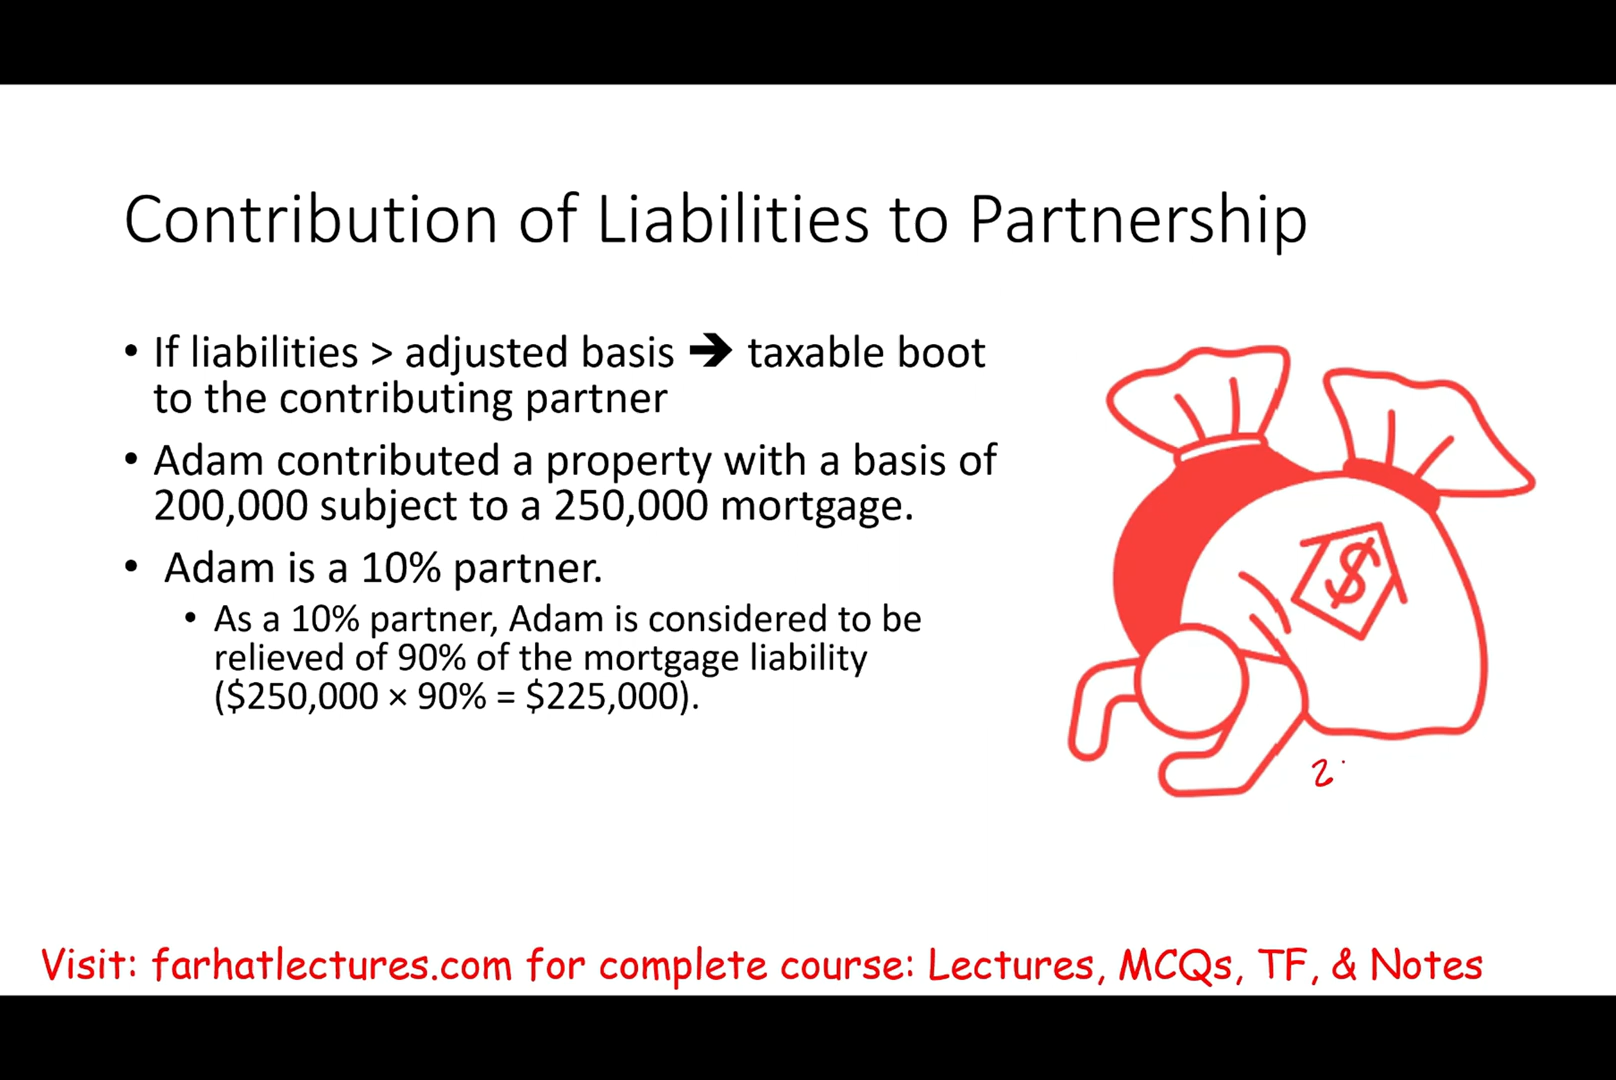 Contribution of Liabilities to Partnership
• If liabilities > adjusted basis ➔ taxable boot
to the contributing partner
• Adam contributed a property with a basis of
200,000 subject to a 250,000 mortgage.
• Adam is a 10% partner.
• As a 10% partner, Adam is considered to be
relieved of 90% of the mortgage liability
($250,000 × 90% = $225,000).
$
2
Visit: farhatlectures.com for complete course: Lectures, MCQs, TF, & Notes